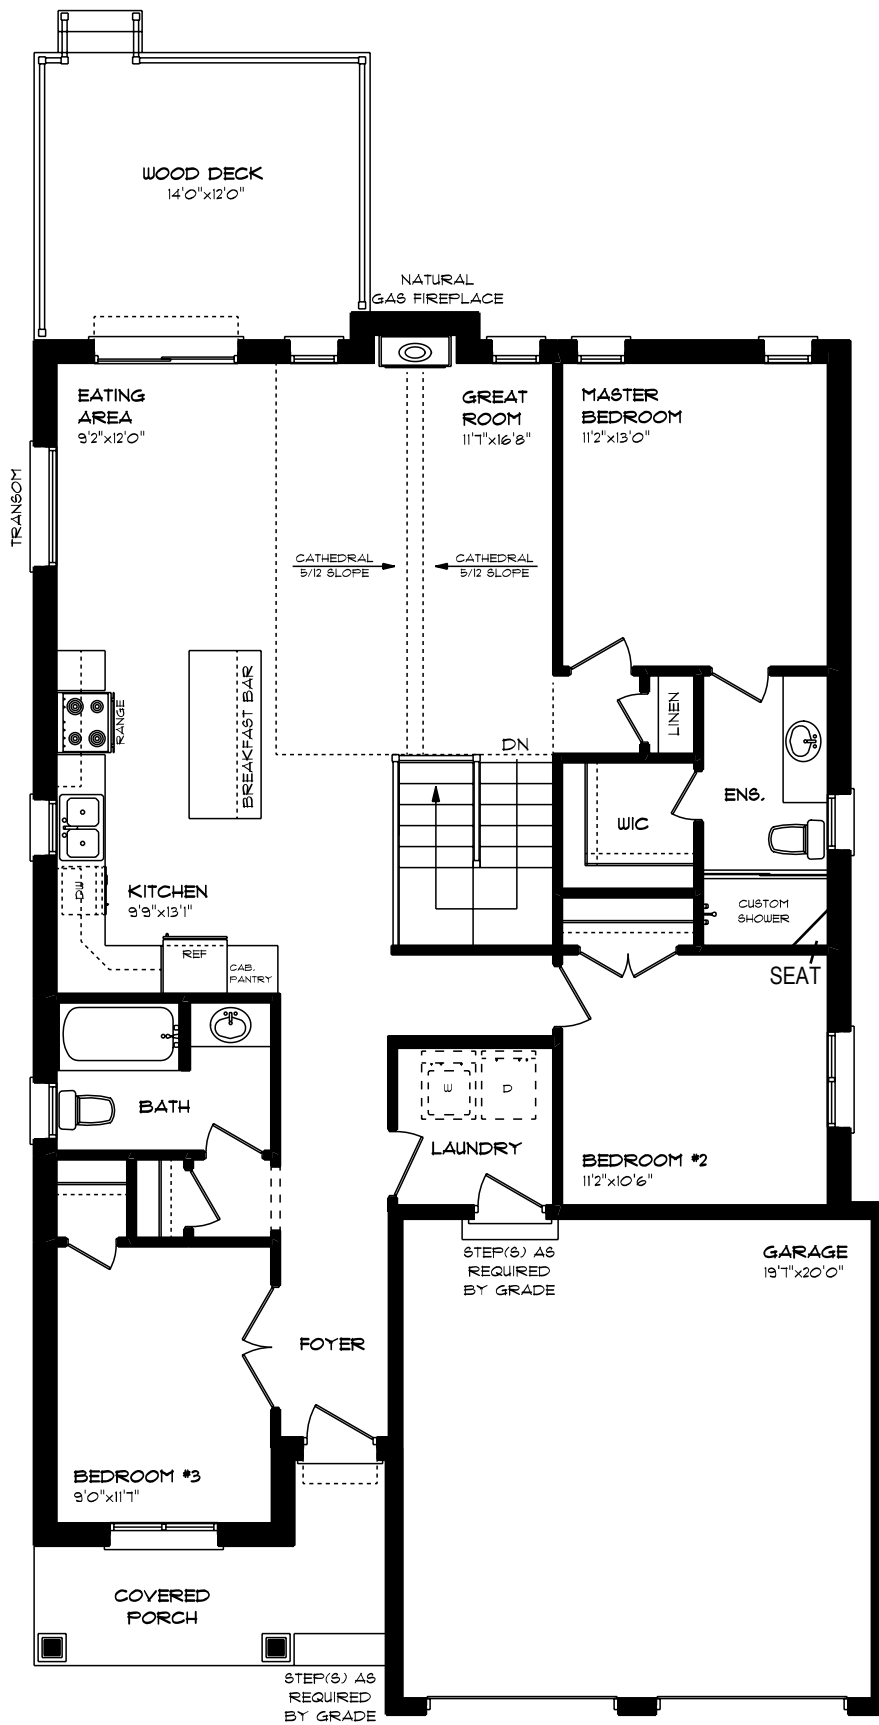 WOOD DECK
14'0"x12'0"
NATURAL
GAS FIREPLACE
EATING
AREA
9'2"x12'0"
GREAT
ROOM
11'7"x16'8"
MASTER
BEDROOM
11'2"x13'0"
TRANSOM
CATHEDRAL
5/12 SLOPE
CATHEDRAL
5/12 SLOPE
RANGE
BREAKFAST BAR
DN
LINEN
ENS.
WIC
DW
KITCHEN
9'9"x13'1"
REF
CAB.
PANTRY
CUSTOM
SHOWER
SEAT
BATH
W
D
LAUNDRY
BEDROOM #2
11'2"x10'6"
STEP(S) AS
REQUIRED
BY GRADE
GARAGE
19'7"x20'0"
FOYER
BEDROOM #3
9'0"x11'7"
COVERED
PORCH
STEP(S) AS
REQUIRED
BY GRADE